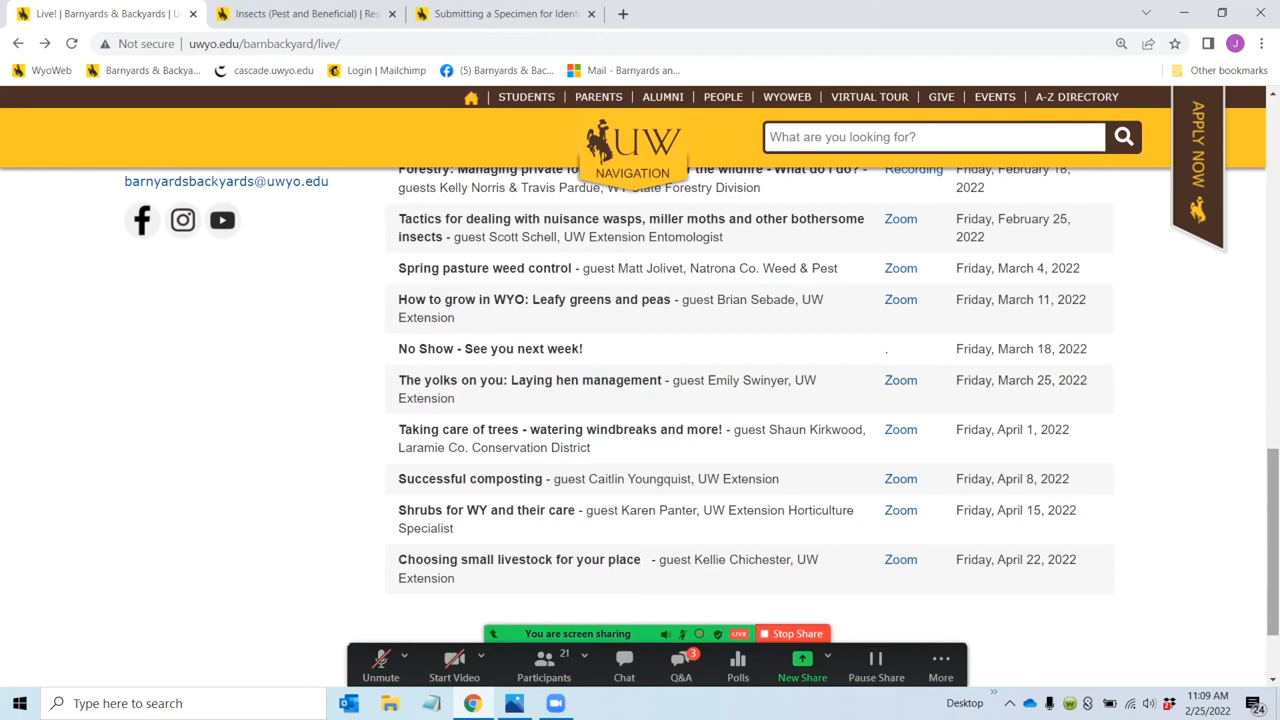 Live! | Barnyards & Backyards | U
Insects (Pest and Beneficial) | Res
Submitting a Specimen for Identi
Not secure
uwyo.edu/barnbackyard/live/
J
WyoWeb
Barnyards & Backya...
cascade.uwyo.edu
Login | Mailchimp
(5) Barnyards & Bac...
Mail - Barnyards an...
Other bookmarks
STUDENTS
PARENTS
ALUMNI
PEOPLE
WYOWEB
VIRTUAL TOUR
GIVE
EVENTS
A-Z DIRECTORY
APPLY NOW
UW
NAVIGATION
What are you looking for?
barnyardsbackyards@uwyo.edu
Forestry: Managing private fo the wildfire - What do I do? - Recording Friday, February 18,
guests Kelly Norris & Travis Pardue, WY State Forestry Division 2022
Tactics for dealing with nuisance wasps, miller moths and other bothersome Zoom Friday, February 25,
insects - guest Scott Schell, UW Extension Entomologist 2022
Spring pasture weed control - guest Matt Jolivet, Natrona Co. Weed & Pest Zoom Friday, March 4, 2022
How to grow in WYO: Leafy greens and peas - guest Brian Sebade, UW Zoom Friday, March 11, 2022
Extension
No Show - See you next week! . Friday, March 18, 2022
The yolks on you: Laying hen management - guest Emily Swinyer, UW Zoom Friday, March 25, 2022
Extension
Taking care of trees - watering windbreaks and more! - guest Shaun Kirkwood, Zoom Friday, April 1, 2022
Laramie Co. Conservation District
Successful composting - guest Caitlin Youngquist, UW Extension Zoom Friday, April 8, 2022
Shrubs for WY and their care - guest Karen Panter, UW Extension Horticulture Zoom Friday, April 15, 2022
Specialist
Choosing small livestock for your place - guest Kellie Chichester, UW Zoom Friday, April 22, 2022
Extension
You are screen sharing
LIVE
Stop Share
21
3
Unmute
Start Video
Participants
Chat
Q&A
Polls
New Share
Pause Share
More
Type here to search
Desktop
11:09 AM
2/25/2022
24